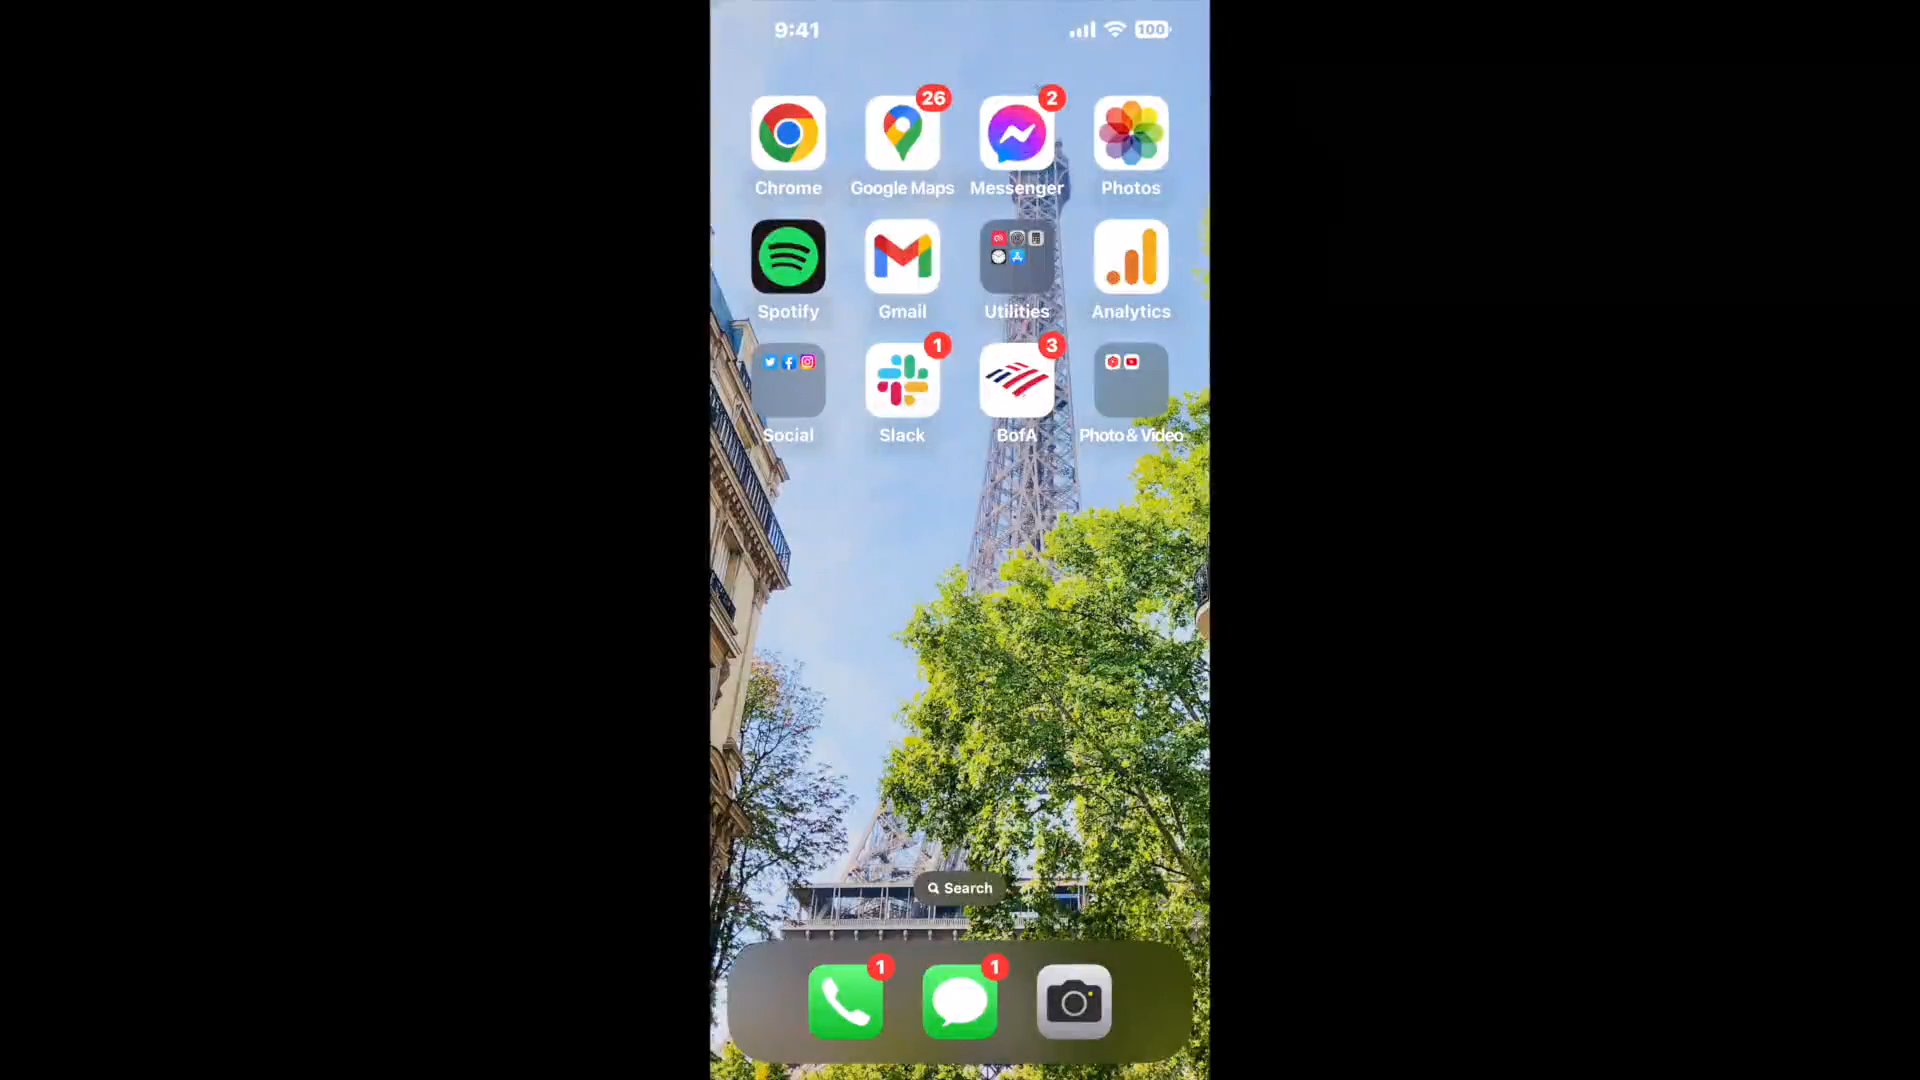 9:41
100
26
2
Chrome
Google Maps
Messenger
Photos
Spotify
Gmail
Utilities
Analytics
1
3
Social
Slack
BofA
Photo & Video
Search
1
1